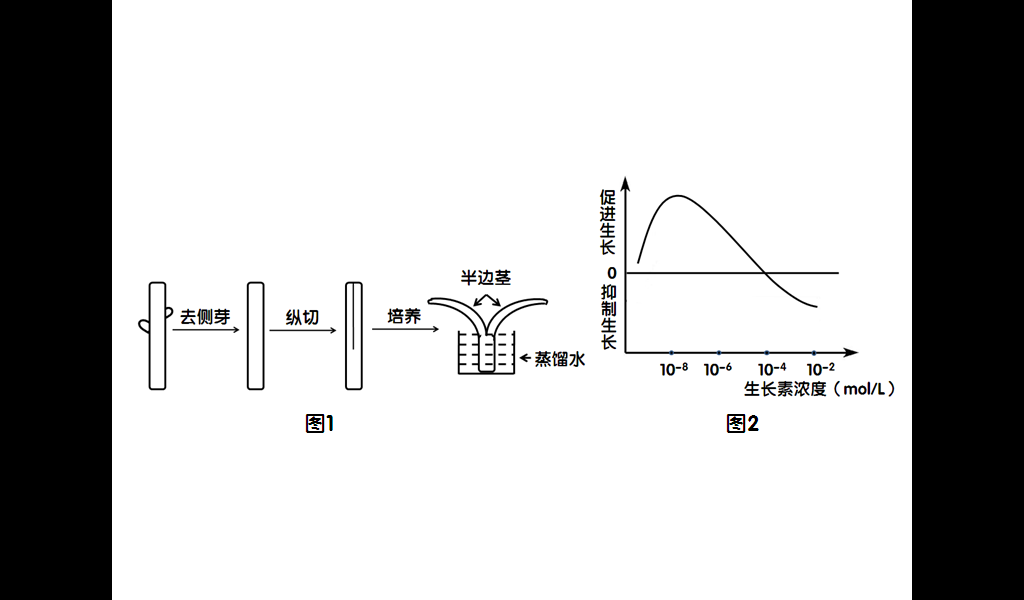 去侧芽
纵切
培养
半边茎
蒸馏水
图1
促进生长
0
抑制生长
10⁻⁸
10⁻⁶
10⁻⁴
10⁻²
生长素浓度（mol/L）
图2